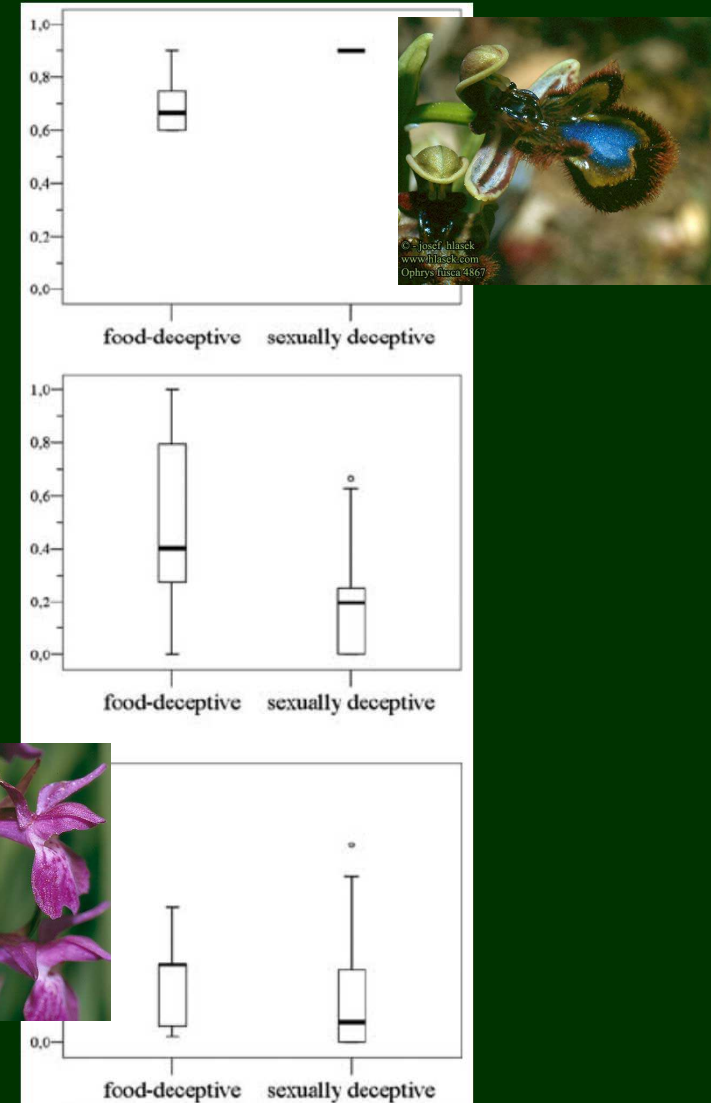 1,0
0,8
0,6
0,4
0,2
0,0
food-deceptive sexually deceptive
© - josef hlasek
www.hlasek.com
Ophrys fusca 4867
1,0
0,8
0,6
0,4
0,2
0,0
food-deceptive sexually deceptive
0,0
food-deceptive sexually deceptive